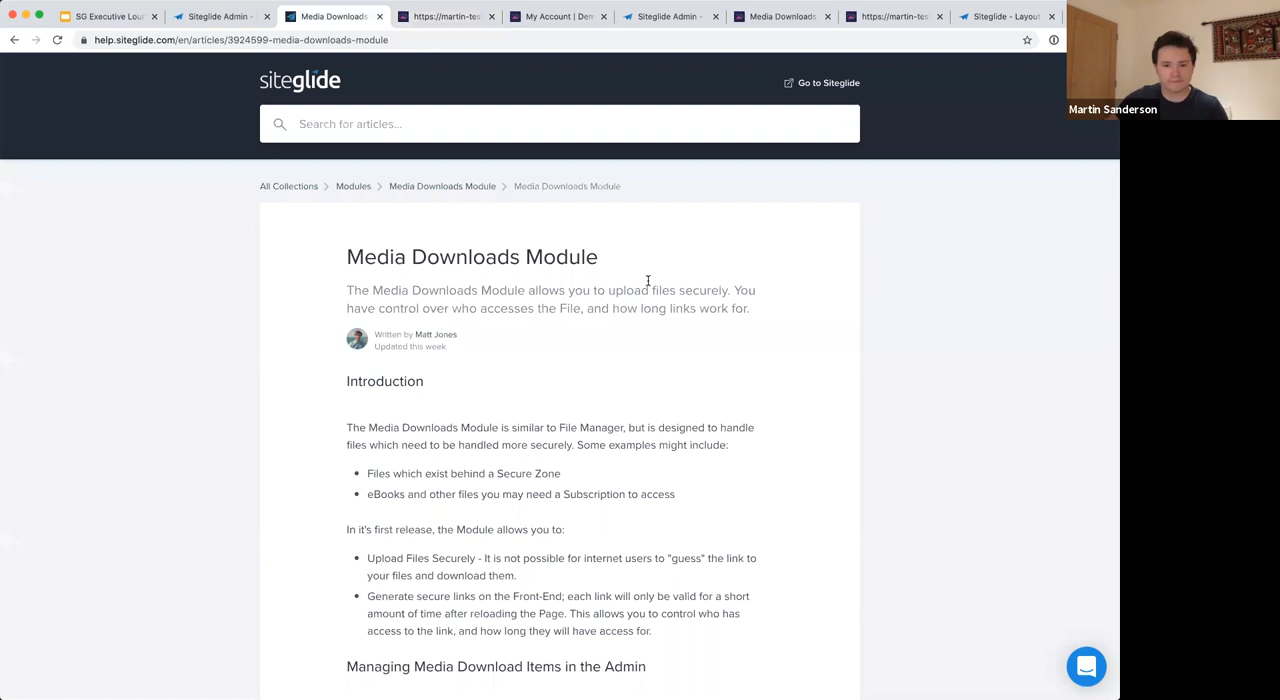 SG Executive Lour
Siteglide Admin -
Media Downloads
https://martin-tes
My Account | Den
Siteglide Admin -
Media Downloads
https://martin-tes
Siteglide - Layout
help.siteglide.com/en/articles/3924599-media-downloads-module
siteglide
Go to Siteglide
Search for articles...
Martin Sanderson
All Collections > Modules > Media Downloads Module > Media Downloads Module
Media Downloads Module
The Media Downloads Module allows you to upload files securely. You
have control over who accesses the File, and how long links work for.
Written by Matt Jones
Updated this week
Introduction
The Media Downloads Module is similar to File Manager, but is designed to handle
files which need to be handled more securely. Some examples might include:
• Files which exist behind a Secure Zone
• eBooks and other files you may need a Subscription to access
In it's first release, the Module allows you to:
• Upload Files Securely - It is not possible for internet users to "guess" the link to
your files and download them.
• Generate secure links on the Front-End; each link will only be valid for a short
amount of time after reloading the Page. This allows you to control who has
access to the link, and how long they will have access for.
Managing Media Download Items in the Admin